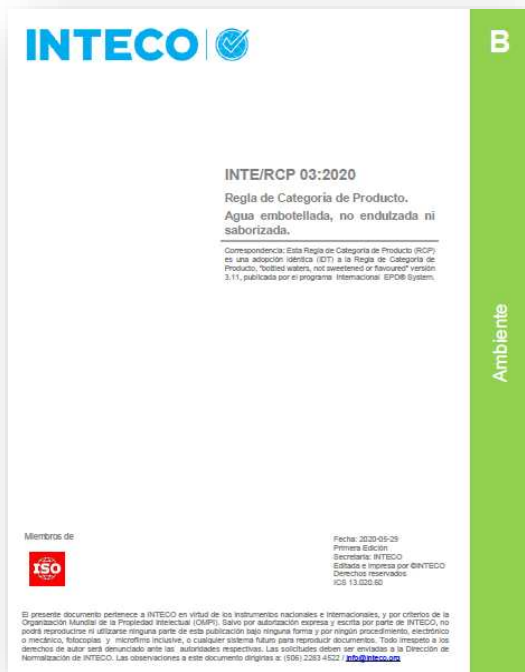 INTECO
B
INTE/RCP 03:2020
Regla de Categoría de Producto.
Agua embotellada, no endulzada ni
saborizada.
Correspondencia: Esta Regla de Categoría de Producto (RCP)
es una adopción idéntica (IDT) a la Regla de Categoría de
Producto, "bottled waters, not sweetened or flavoured" versión
3.11, publicada por el programa International EPD® System.
Ambiente
Miembros de
ISO
Fecha: 2020-05-29
Primera Edición
Secretaría: INTECO
Editada e impresa por ©INTECO
Derechos reservados
ICS 13.020.60
El presente documento pertenece a INTECO en virtud de los instrumentos nacionales e internacionales, y por criterios de la
Organización Mundial de la Propiedad Intelectual (OMPI). Salvo por autorización expresa y escrita por parte de INTECO, no
podrá reproducirse ni utilizarse ninguna parte de esta publicación bajo ninguna forma y por ningún procedimiento, electrónico
o mecánico, fotocopias y microfilms inclusive, o cualquier sistema futuro para reproducir documentos. Todo irrespeto a los
derechos de autor será denunciado ante las autoridades respectivas. Las solicitudes deben ser enviadas a la Dirección de
Normalización de INTECO. Las observaciones a este documento dirigirlas a: (506) 2283 4522 / info@inteco.org